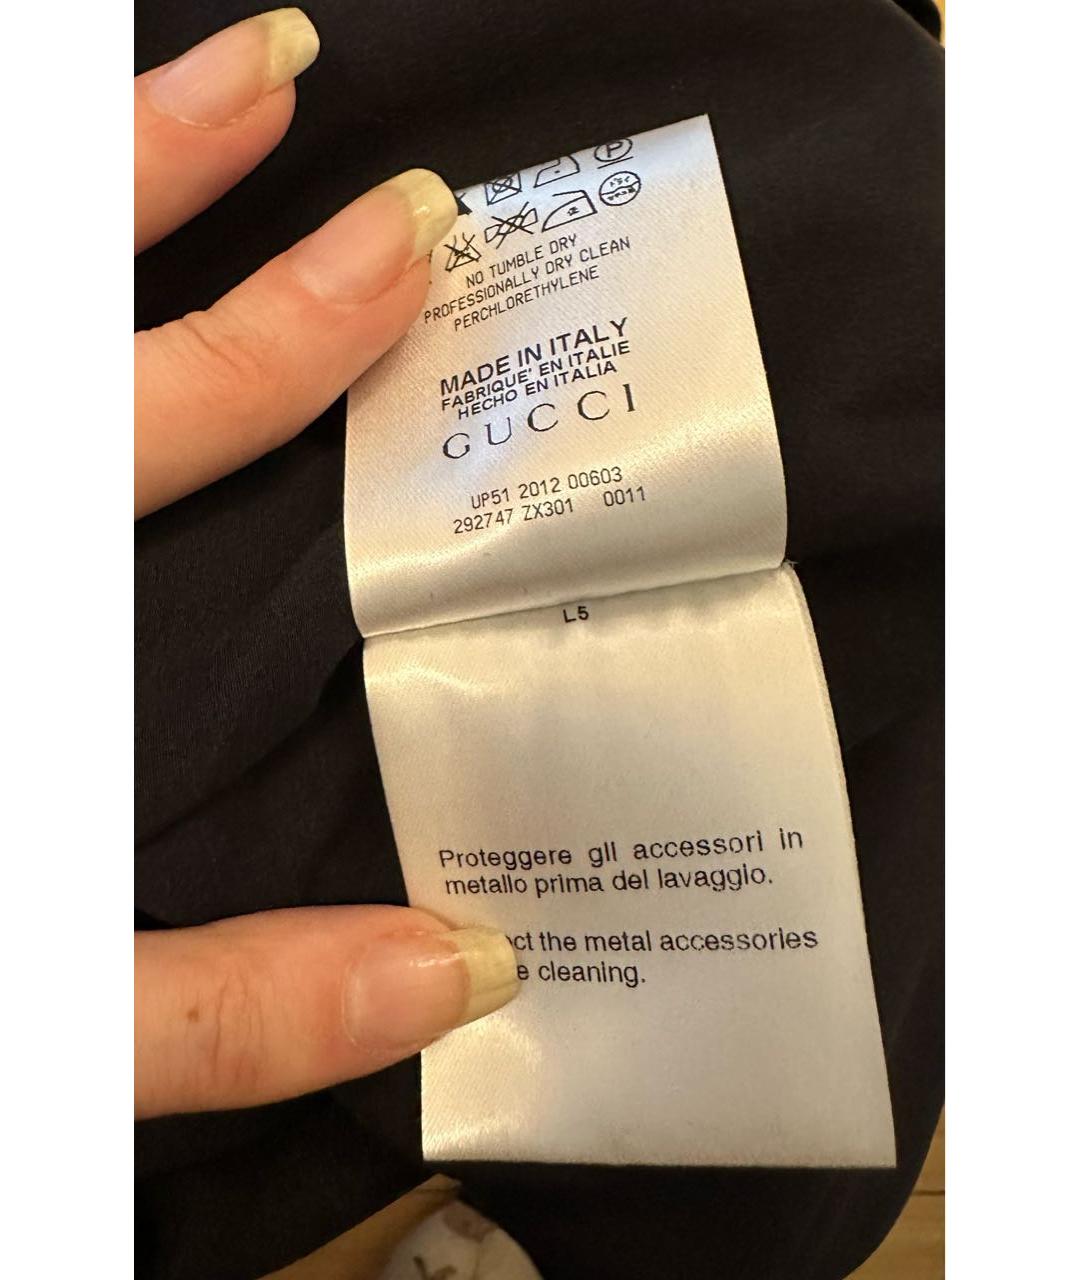 NO TUMBLE DRY
PROFESSIONALLY DRY CLEAN
PERCHLORETHYLENE
MADE IN ITALY
FABRIQUE' EN ITALIE
HECHO EN ITALIA
GUCCI
UP51 2012 00603
292747 ZX301 0011
L5
Proteggere gli accessori in
metallo prima del lavaggio.
the metal accessories
cleaning.